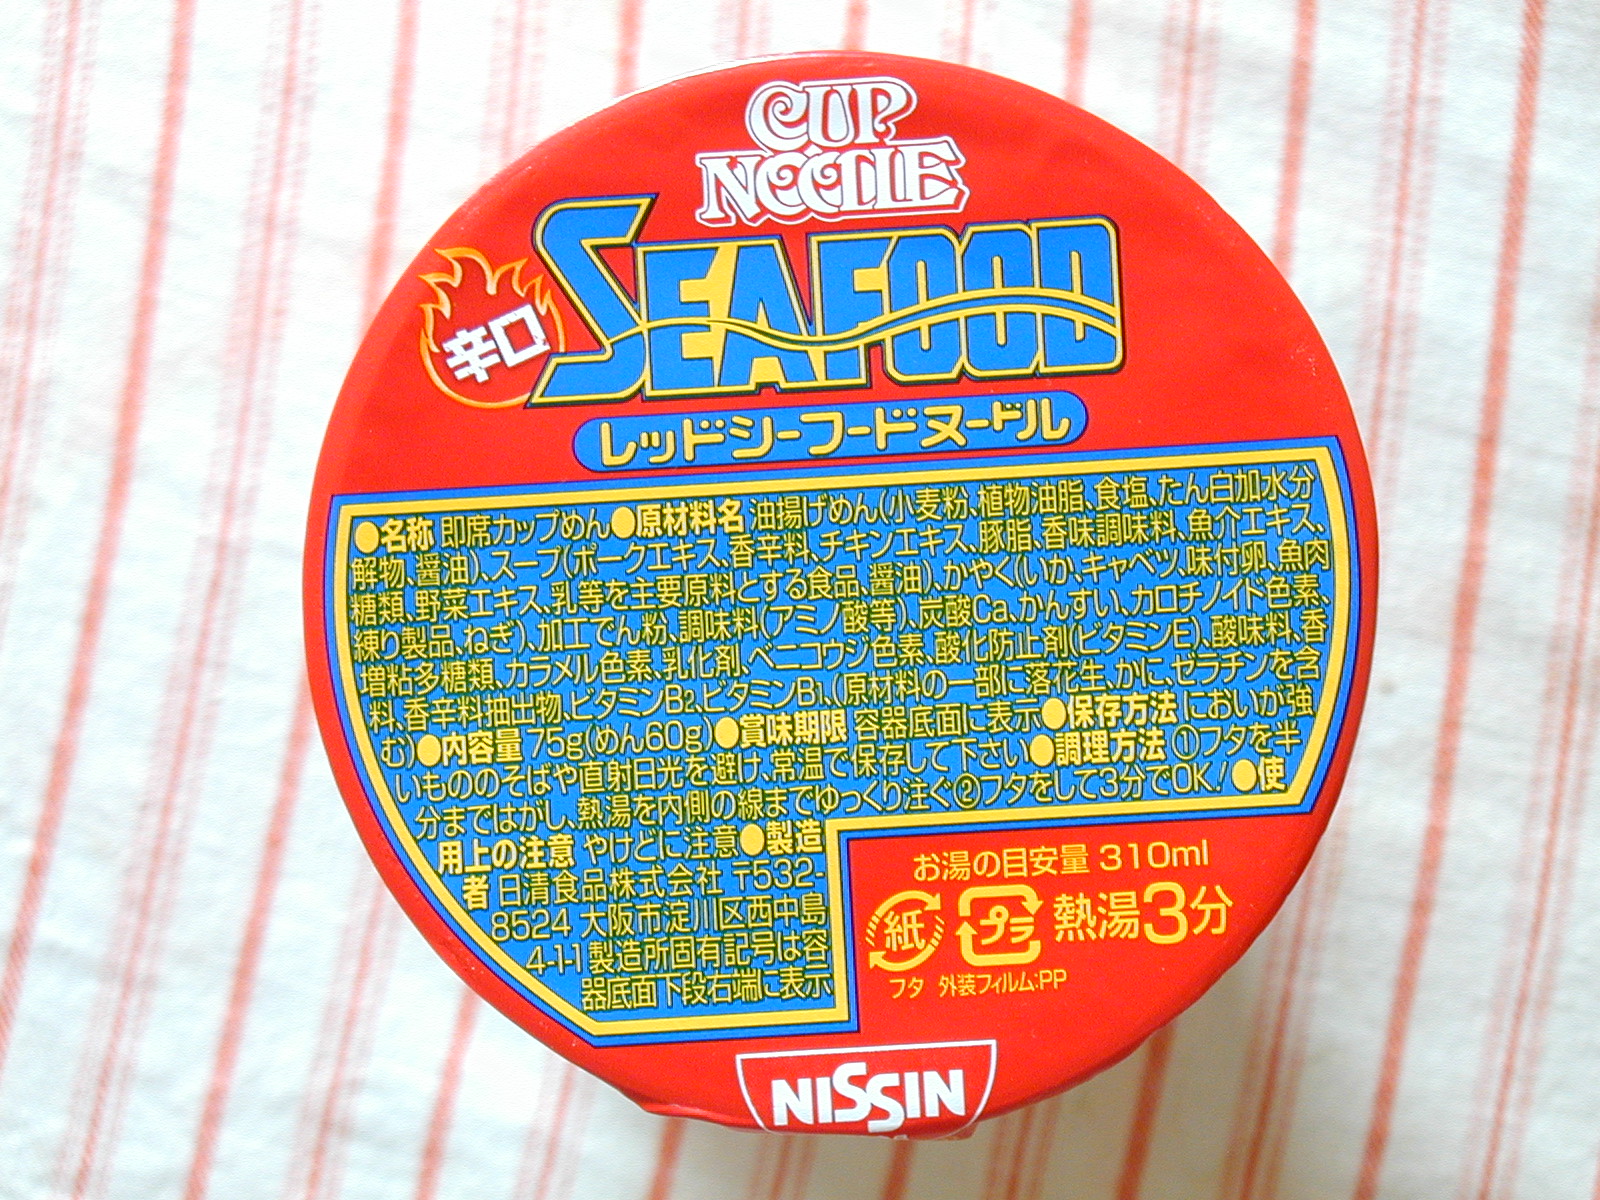 CUP
NOODLE
SEAFOOD
辛口
レッドシーフードヌードル
●名称 即席カップめん●原材料名 油揚げめん(小麦粉、植物油脂、食塩、たん白加水分
解物、醤油)、スープ(ポークエキス、香辛料、チキンエキス、豚脂、香味調味料、魚介エキス、
糖類、野菜エキス、乳等を主要原料とする食品、醤油)、かやく(いか、キャベツ、味付卵、魚肉
練り製品、ねぎ)、加工でん粉、調味料(アミノ酸等)、炭酸Ca、かんすい、カロチノイド色素、
増粘多糖類、カラメル色素、乳化剤、ベニコウジ色素、酸化防止剤(ビタミンE)、酸味料、香
料、香辛料抽出物、ビタミンB2、ビタミンB1、(原材料の一部に落花生、かに、ゼラチンを含
む)●内容量 75g(めん60g)●賞味期限 容器底面に表示●保存方法 においが強
いもののそばや直射日光を避け、常温で保存して下さい●調理方法 ①フタを半
分まではがし、熱湯を内側の線までゆっくり注ぐ②フタをして3分でOK!●使
用上の注意 やけどに注意●製造
者 日清食品株式会社 〒532-
8524 大阪市淀川区西中島
4-1-1 製造所固有記号は容
器底面下段右端に表示
お湯の目安量 310ml
紙 プラ 熱湯3分
フタ 外装フィルム:PP
NISSIN